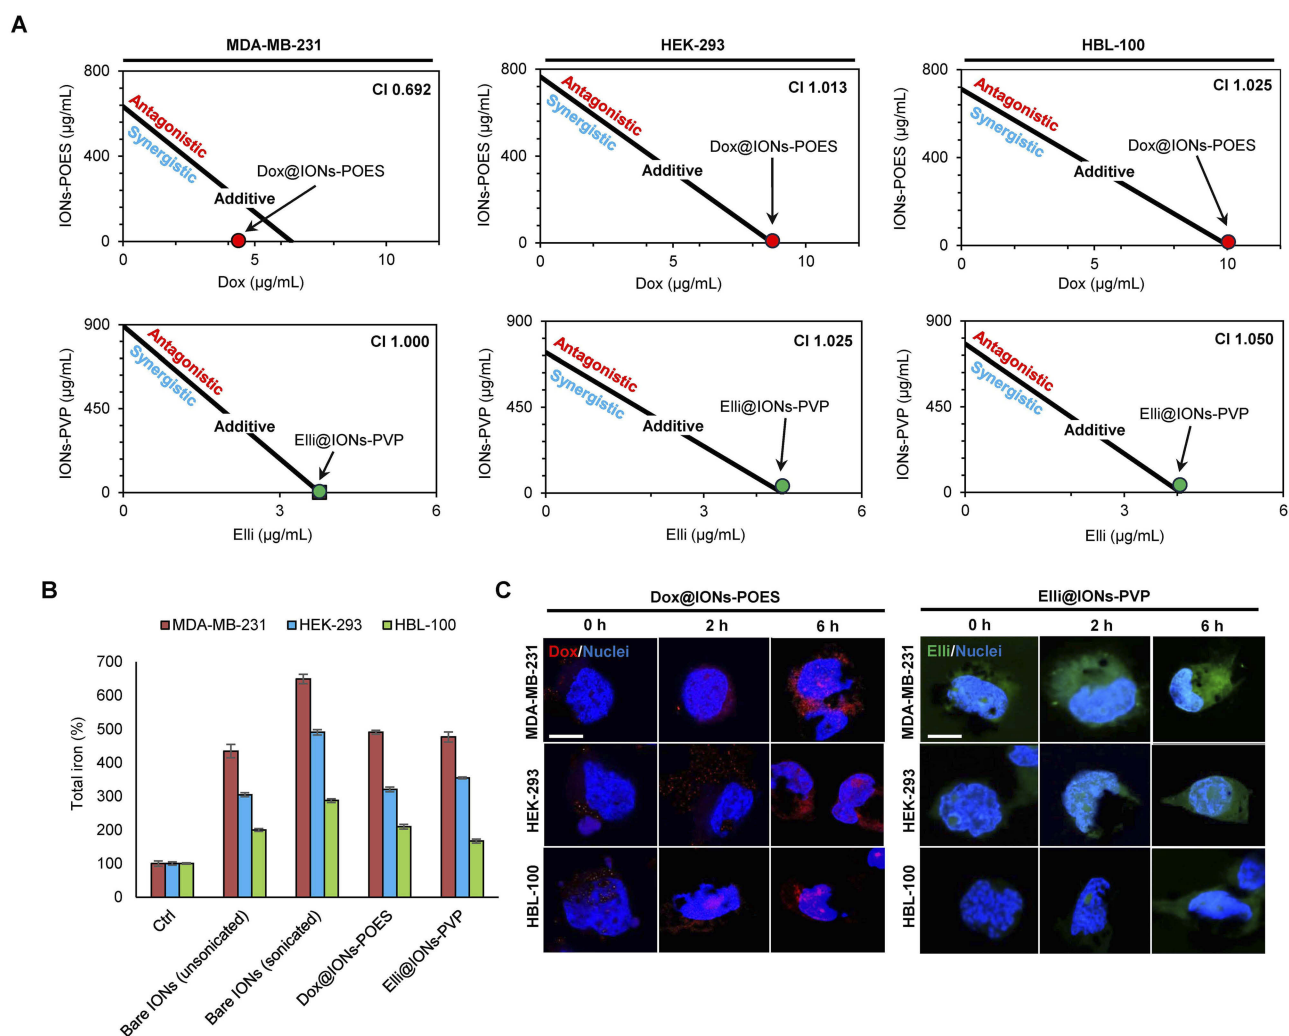 A
MDA-MB-231
HEK-293
HBL-100
IONs-POES (µg/mL)
800
400
0
CI 0.692
Antagonistic
Synergistic
Additive
Dox@IONs-POES
0 5 10
Dox (µg/mL)
IONs-POES (µg/mL)
800
400
0
CI 1.013
Antagonistic
Synergistic
Additive
Dox@IONs-POES
0 5 10
Dox (µg/mL)
IONs-POES (µg/mL)
800
400
0
CI 1.025
Antagonistic
Synergistic
Additive
Dox@IONs-POES
0 5 10
Dox (µg/mL)
IONs-PVP (µg/mL)
900
450
0
CI 1.000
Antagonistic
Synergistic
Additive
Elli@IONs-PVP
0 3 6
Elli (µg/mL)
IONs-PVP (µg/mL)
900
450
0
CI 1.025
Antagonistic
Synergistic
Additive
Elli@IONs-PVP
0 3 6
Elli (µg/mL)
IONs-PVP (µg/mL)
900
450
0
CI 1.050
Antagonistic
Synergistic
Additive
Elli@IONs-PVP
0 3 6
Elli (µg/mL)
B
MDA-MB-231 HEK-293 HBL-100
Total iron (%)
700
600
500
400
300
200
100
0
Ctrl
Bare IONs (unsonicated)
Bare IONs (sonicated)
Dox@IONs-POES
Elli@IONs-PVP
C
Dox@IONs-POES
0 h 2 h 6 h
Dox/Nuclei
MDA-MB-231
HEK-293
HBL-100
Elli@IONs-PVP
0 h 2 h 6 h
Elli/Nuclei
MDA-MB-231
HEK-293
HBL-100